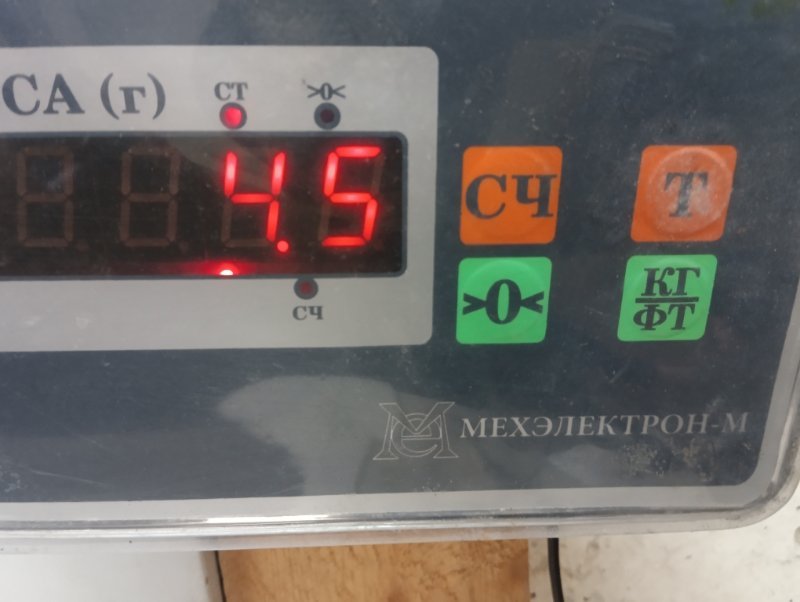 СА (г)
СТ >0<
4.5
СЧ Т
>0< КГ
ФТ
СЧ
МЕХЭЛЕКТРОН-М